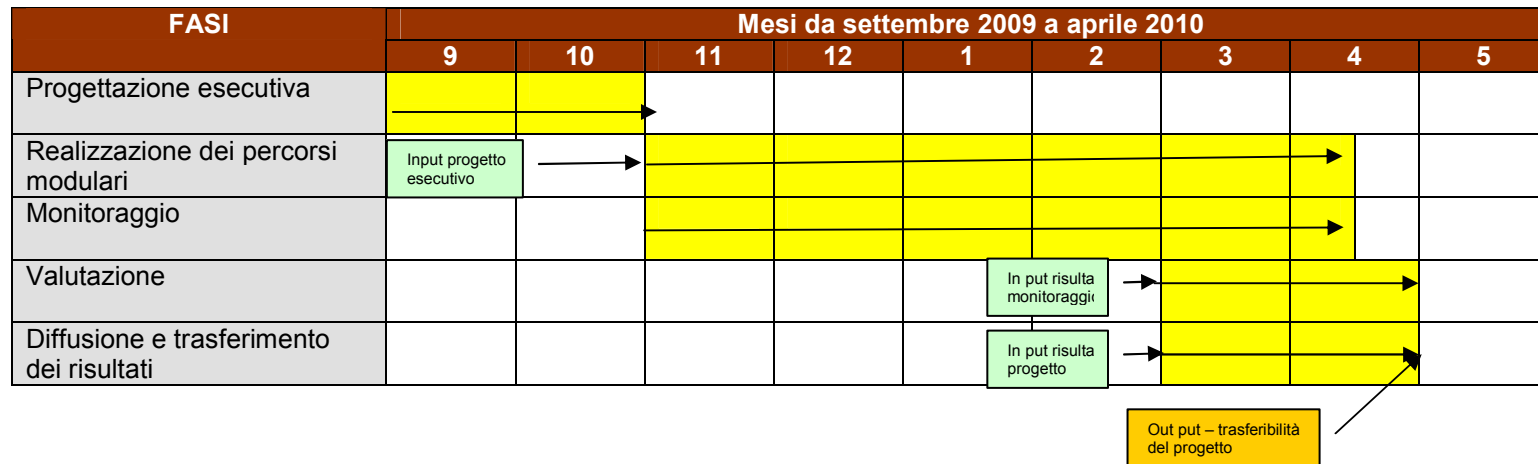 FASI
Mesi da settembre 2009 a aprile 2010
9 10 11 12 1 2 3 4 5
Progettazione esecutiva
Realizzazione dei percorsi
modulari
Input progetto
esecutivo
Monitoraggio
Valutazione
In put risulta
monitoraggi
Diffusione e trasferimento
dei risultati
In put risulta
progetto
Out put – trasferibilità
del progetto